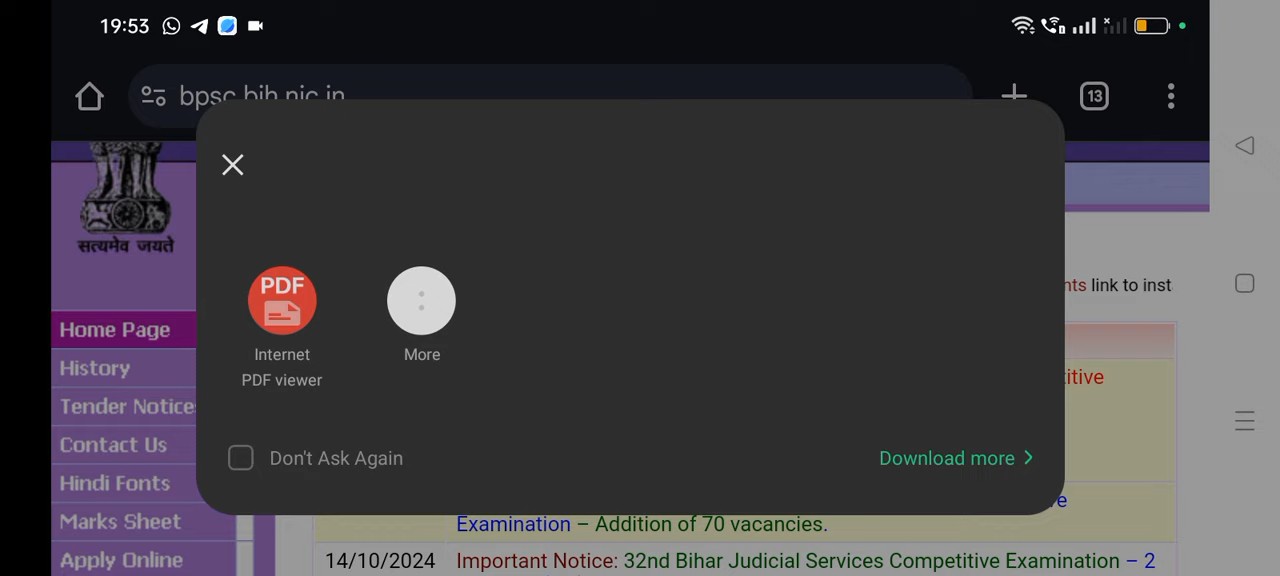 19:53
bpsc.bih.nic.in
13
सत्यमेव जयते
PDF
Internet
PDF viewer
More
Don't Ask Again
Download more
Home Page
History
Tender Notice
Contact Us
Hindi Fonts
Marks Sheet
Apply Online
link to inst
Examination – Addition of 70 vacancies.
14/10/2024 Important Notice: 32nd Bihar Judicial Services Competitive Examination – 2